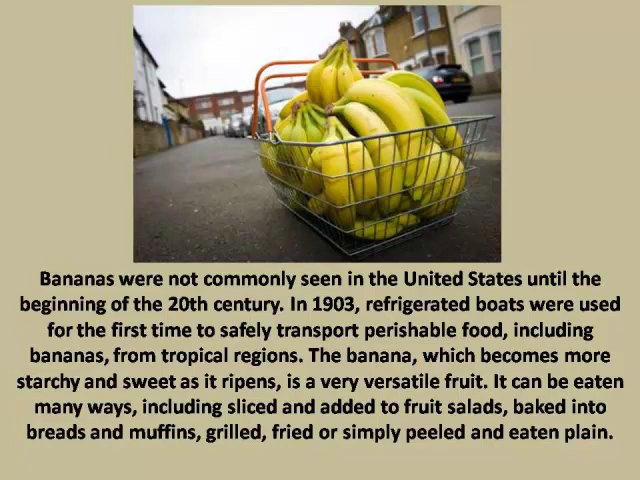 Bananas were not commonly seen in the United States until the
beginning of the 20th century. In 1903, refrigerated boats were used
for the first time to safely transport perishable food, including
bananas, from tropical regions. The banana, which becomes more
starchy and sweet as it ripens, is a very versatile fruit. It can be eaten
many ways, including sliced and added to fruit salads, baked into
breads and muffins, grilled, fried or simply peeled and eaten plain.